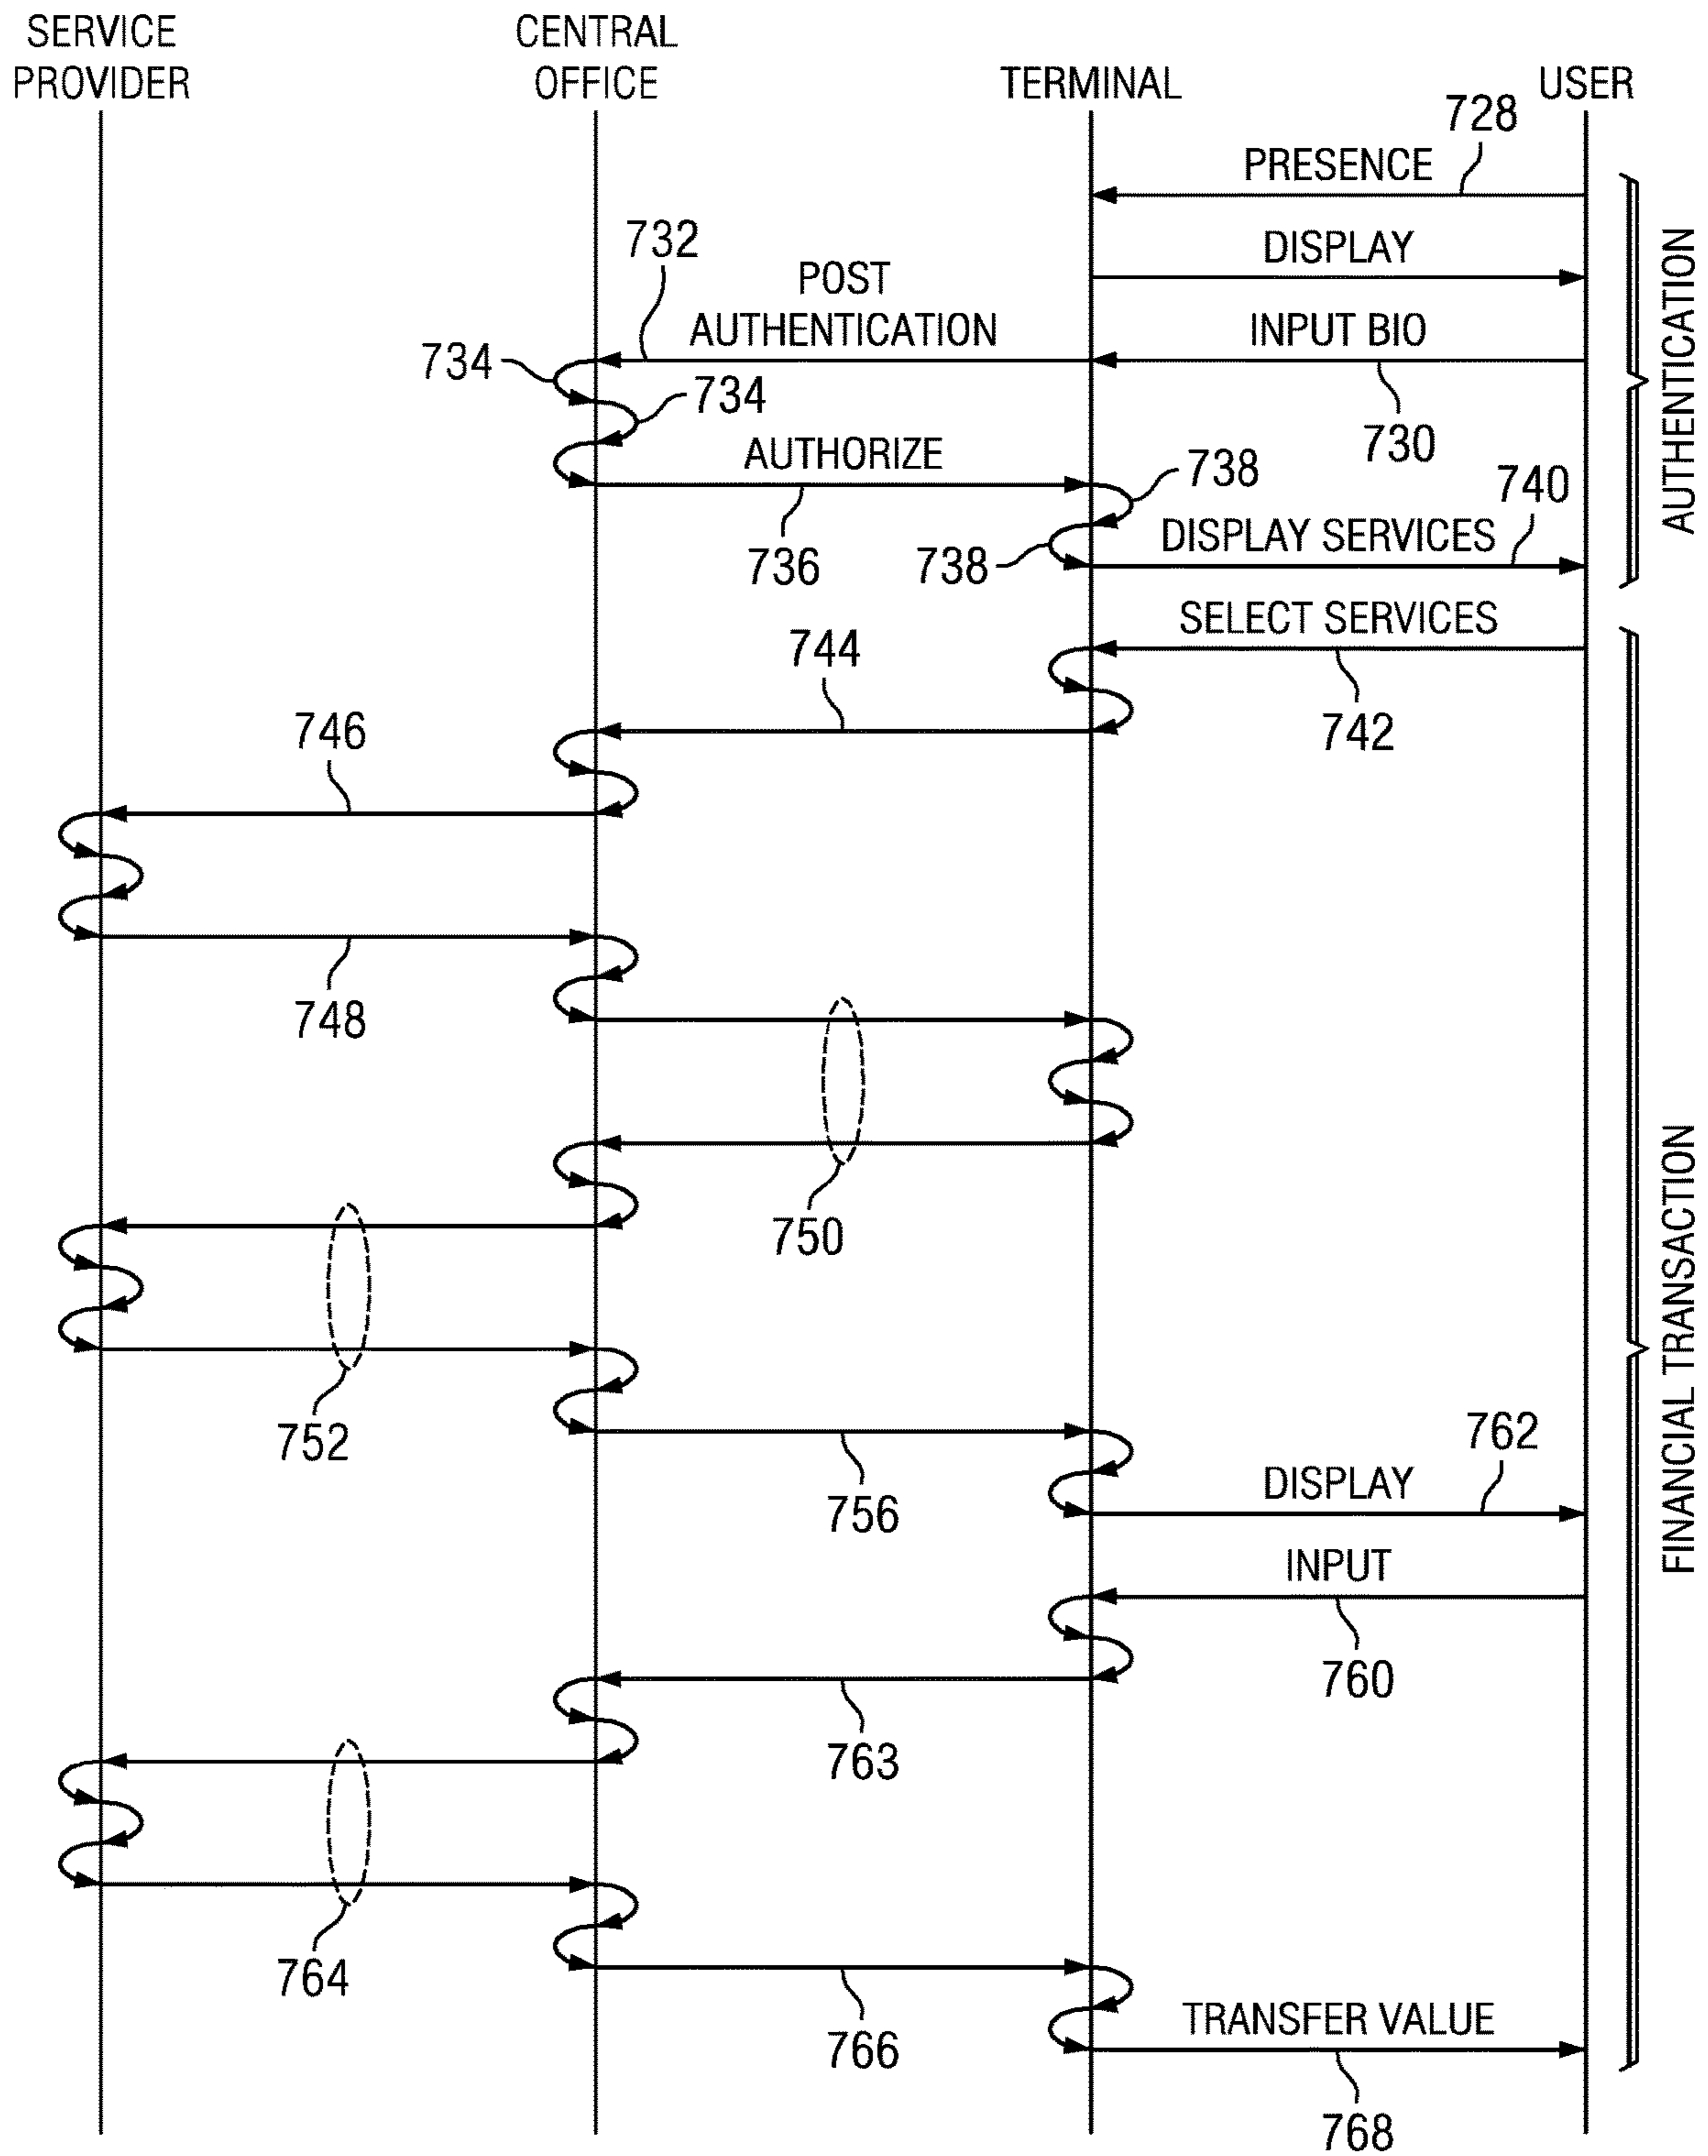 SERVICE
PROVIDER
CENTRAL
OFFICE
TERMINAL
USER
728
PRESENCE
DISPLAY
732
POST
AUTHENTICATION
INPUT BIO
734
734
730
AUTHORIZE
738
740
736
738
DISPLAY SERVICES
AUTHENTICATION
SELECT SERVICES
744
742
746
748
750
752
762
DISPLAY
756
INPUT
760
763
764
TRANSFER VALUE
766
768
FINANCIAL TRANSACTION